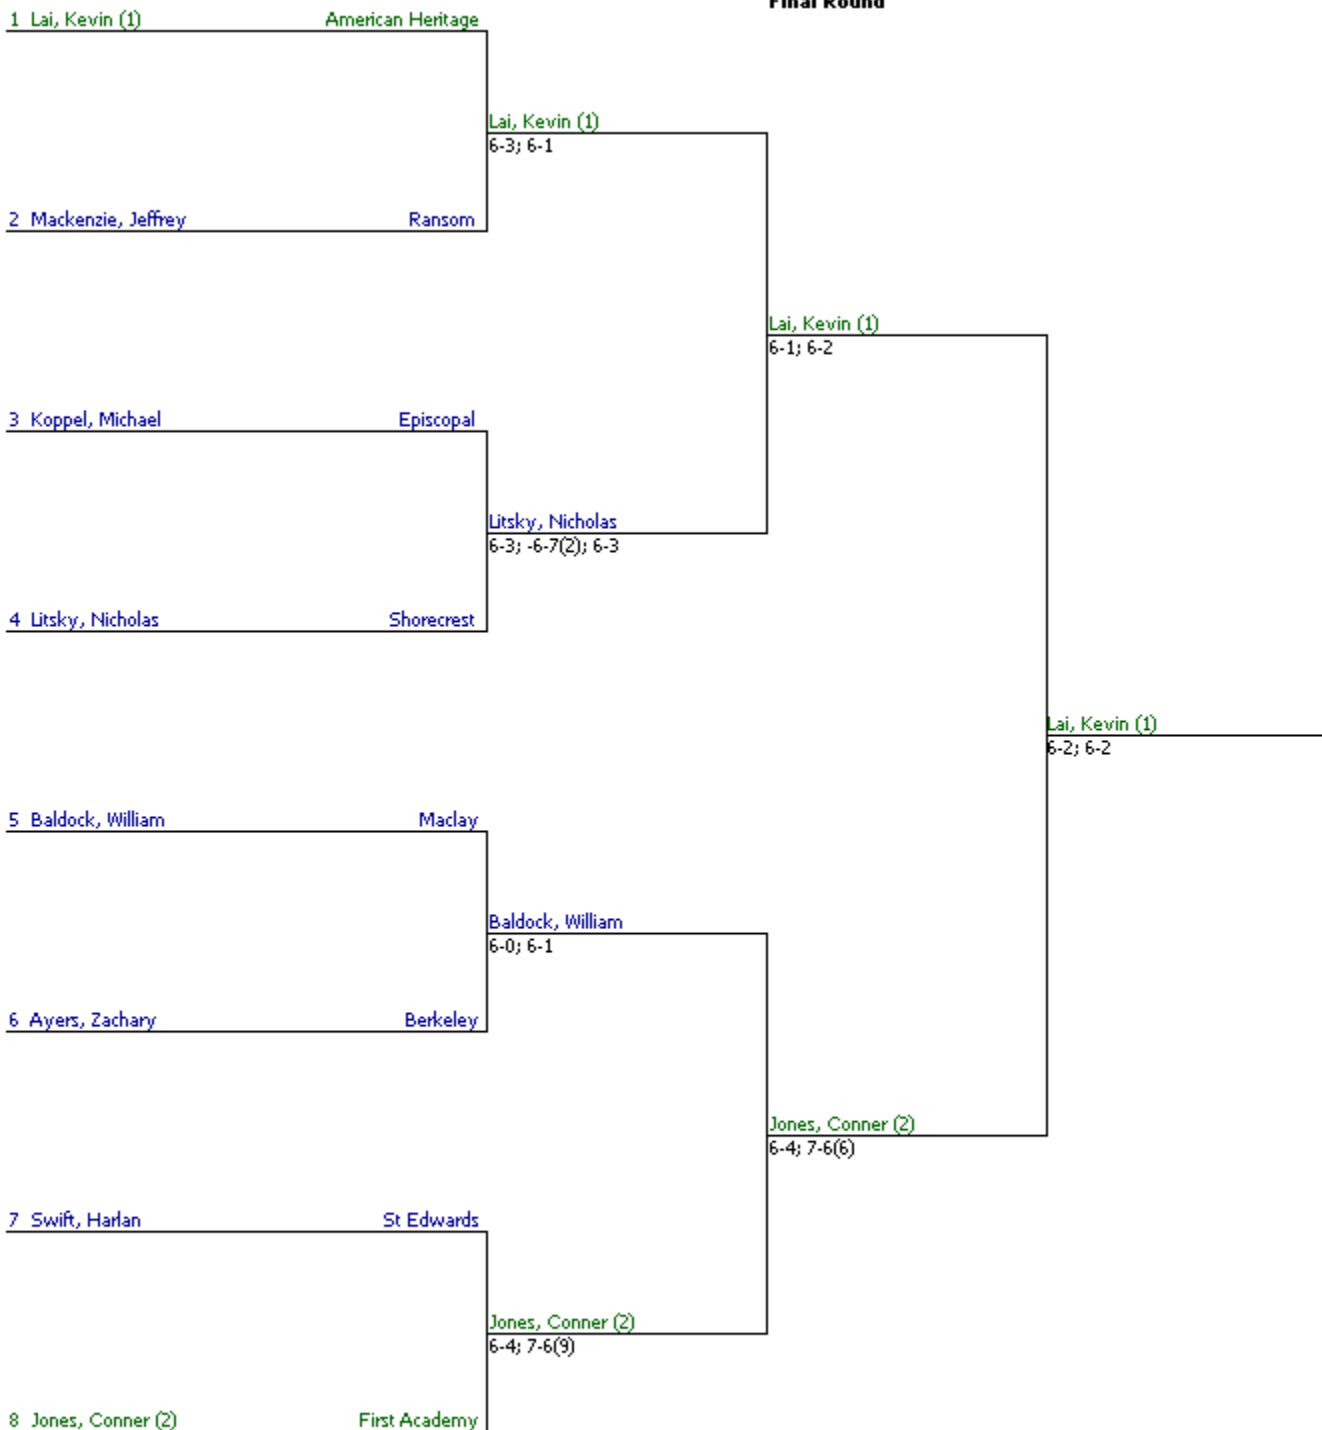 Final Round
1 Lai, Kevin (1) American Heritage
Lai, Kevin (1)
6-3; 6-1
2 Mackenzie, Jeffrey Ransom
Lai, Kevin (1)
6-1; 6-2
3 Koppel, Michael Episcopal
Litsky, Nicholas
6-3; -6-7(2); 6-3
4 Litsky, Nicholas Shorecrest
Lai, Kevin (1)
6-2; 6-2
5 Baldock, William Maclay
Baldock, William
6-0; 6-1
6 Ayers, Zachary Berkeley
Jones, Conner (2)
6-4; 7-6(6)
7 Swift, Harlan St Edwards
Jones, Conner (2)
6-4; 7-6(9)
8 Jones, Conner (2) First Academy